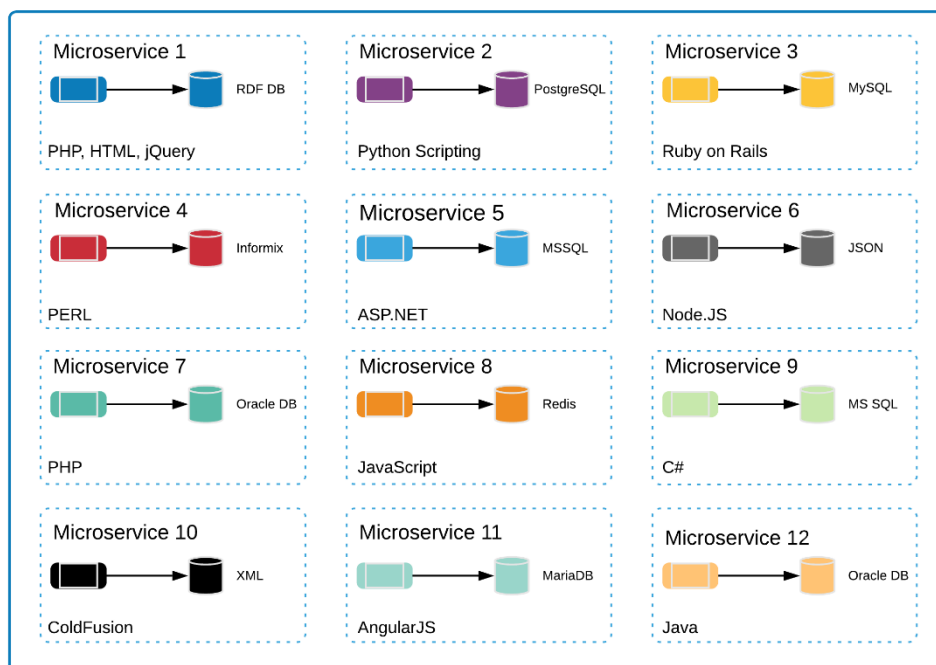 Microservice 1
RDF DB
PHP, HTML, jQuery
Microservice 2
PostgreSQL
Python Scripting
Microservice 3
MySQL
Ruby on Rails
Microservice 4
Informix
PERL
Microservice 5
MSSQL
ASP.NET
Microservice 6
JSON
Node.JS
Microservice 7
Oracle DB
PHP
Microservice 8
Redis
JavaScript
Microservice 9
MS SQL
C#
Microservice 10
XML
ColdFusion
Microservice 11
MariaDB
AngularJS
Microservice 12
Oracle DB
Java